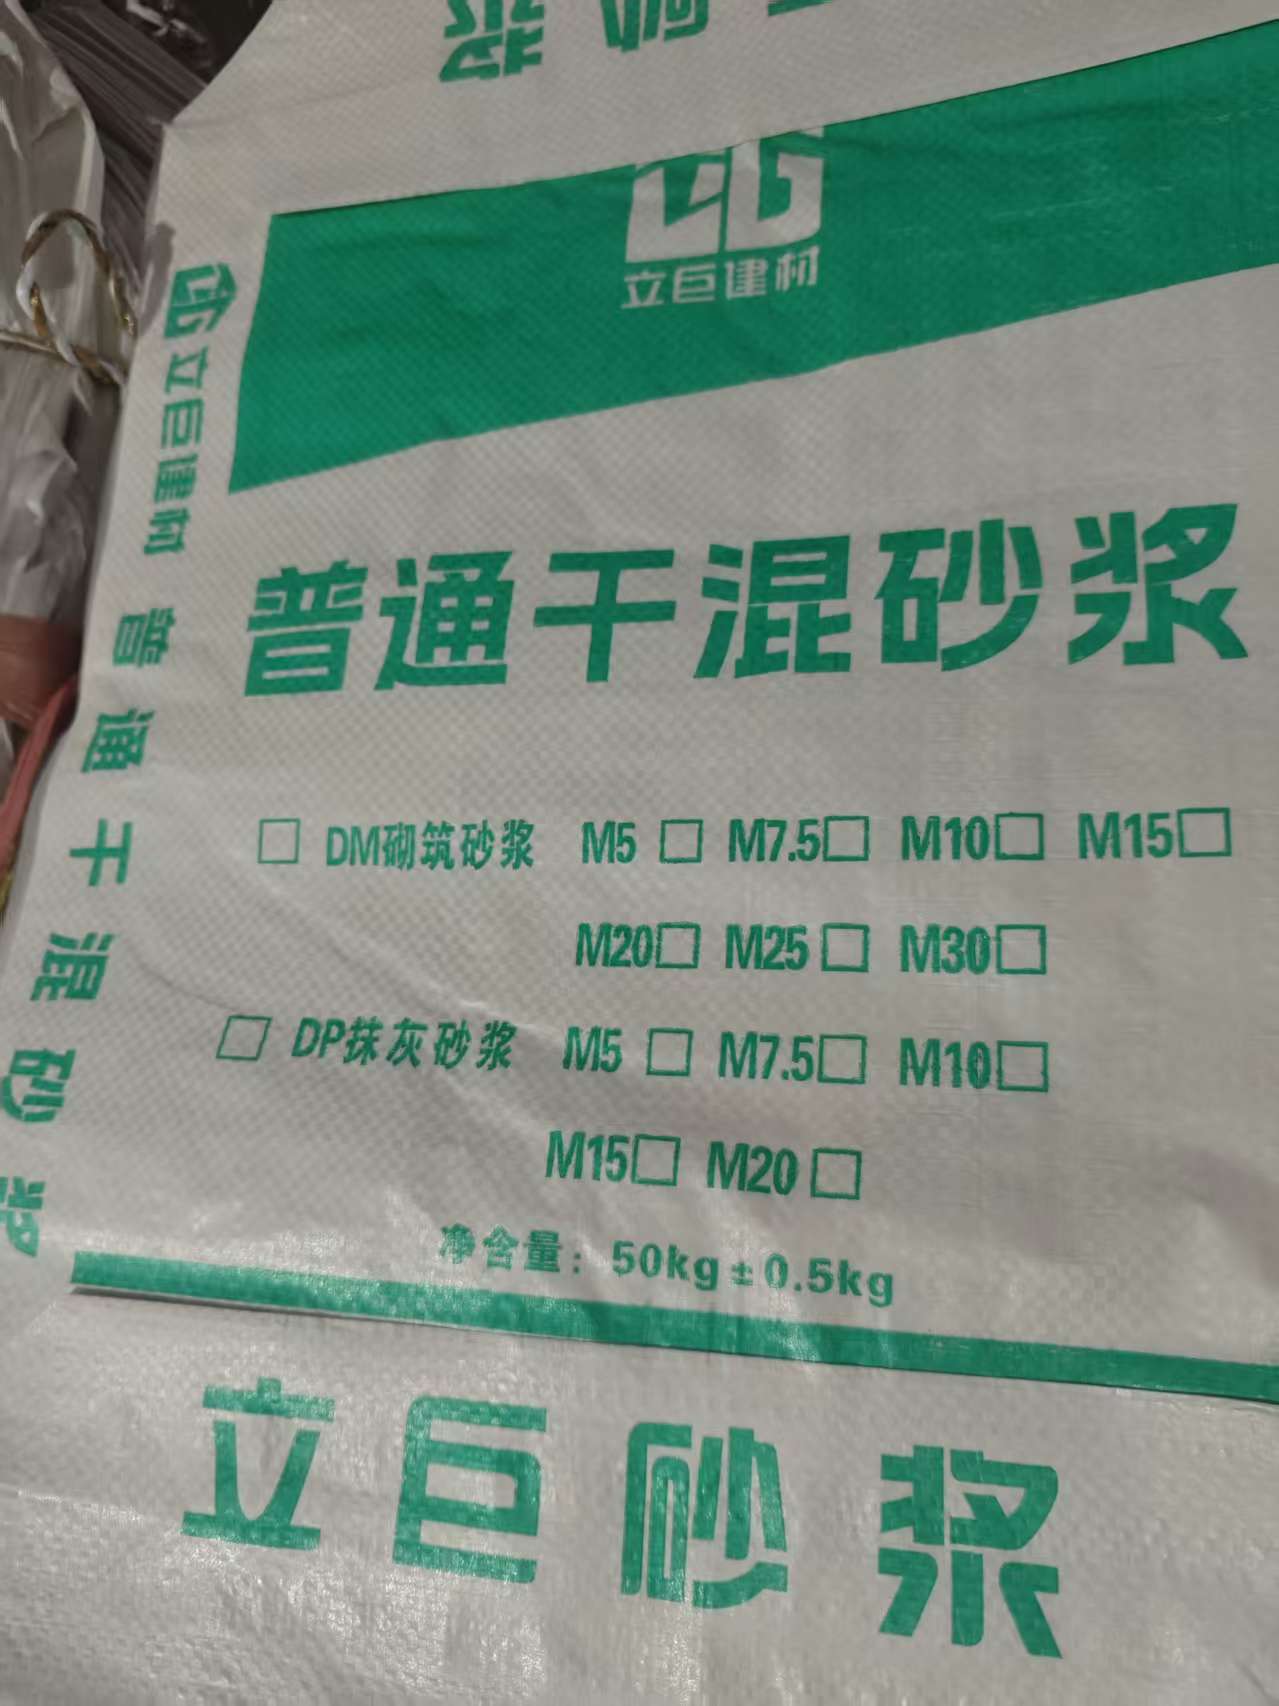 砂浆
立巨建材
立巨建材 普通干混砂浆
普通干混砂浆
□ DM砌筑砂浆 M5 □ M7.5□ M10□ M15□
M20□ M25 □ M30□
□ DP抹灰砂浆 M5 □ M7.5□ M10□
M15□ M20 □
净含量：50kg±0.5kg
立巨砂浆